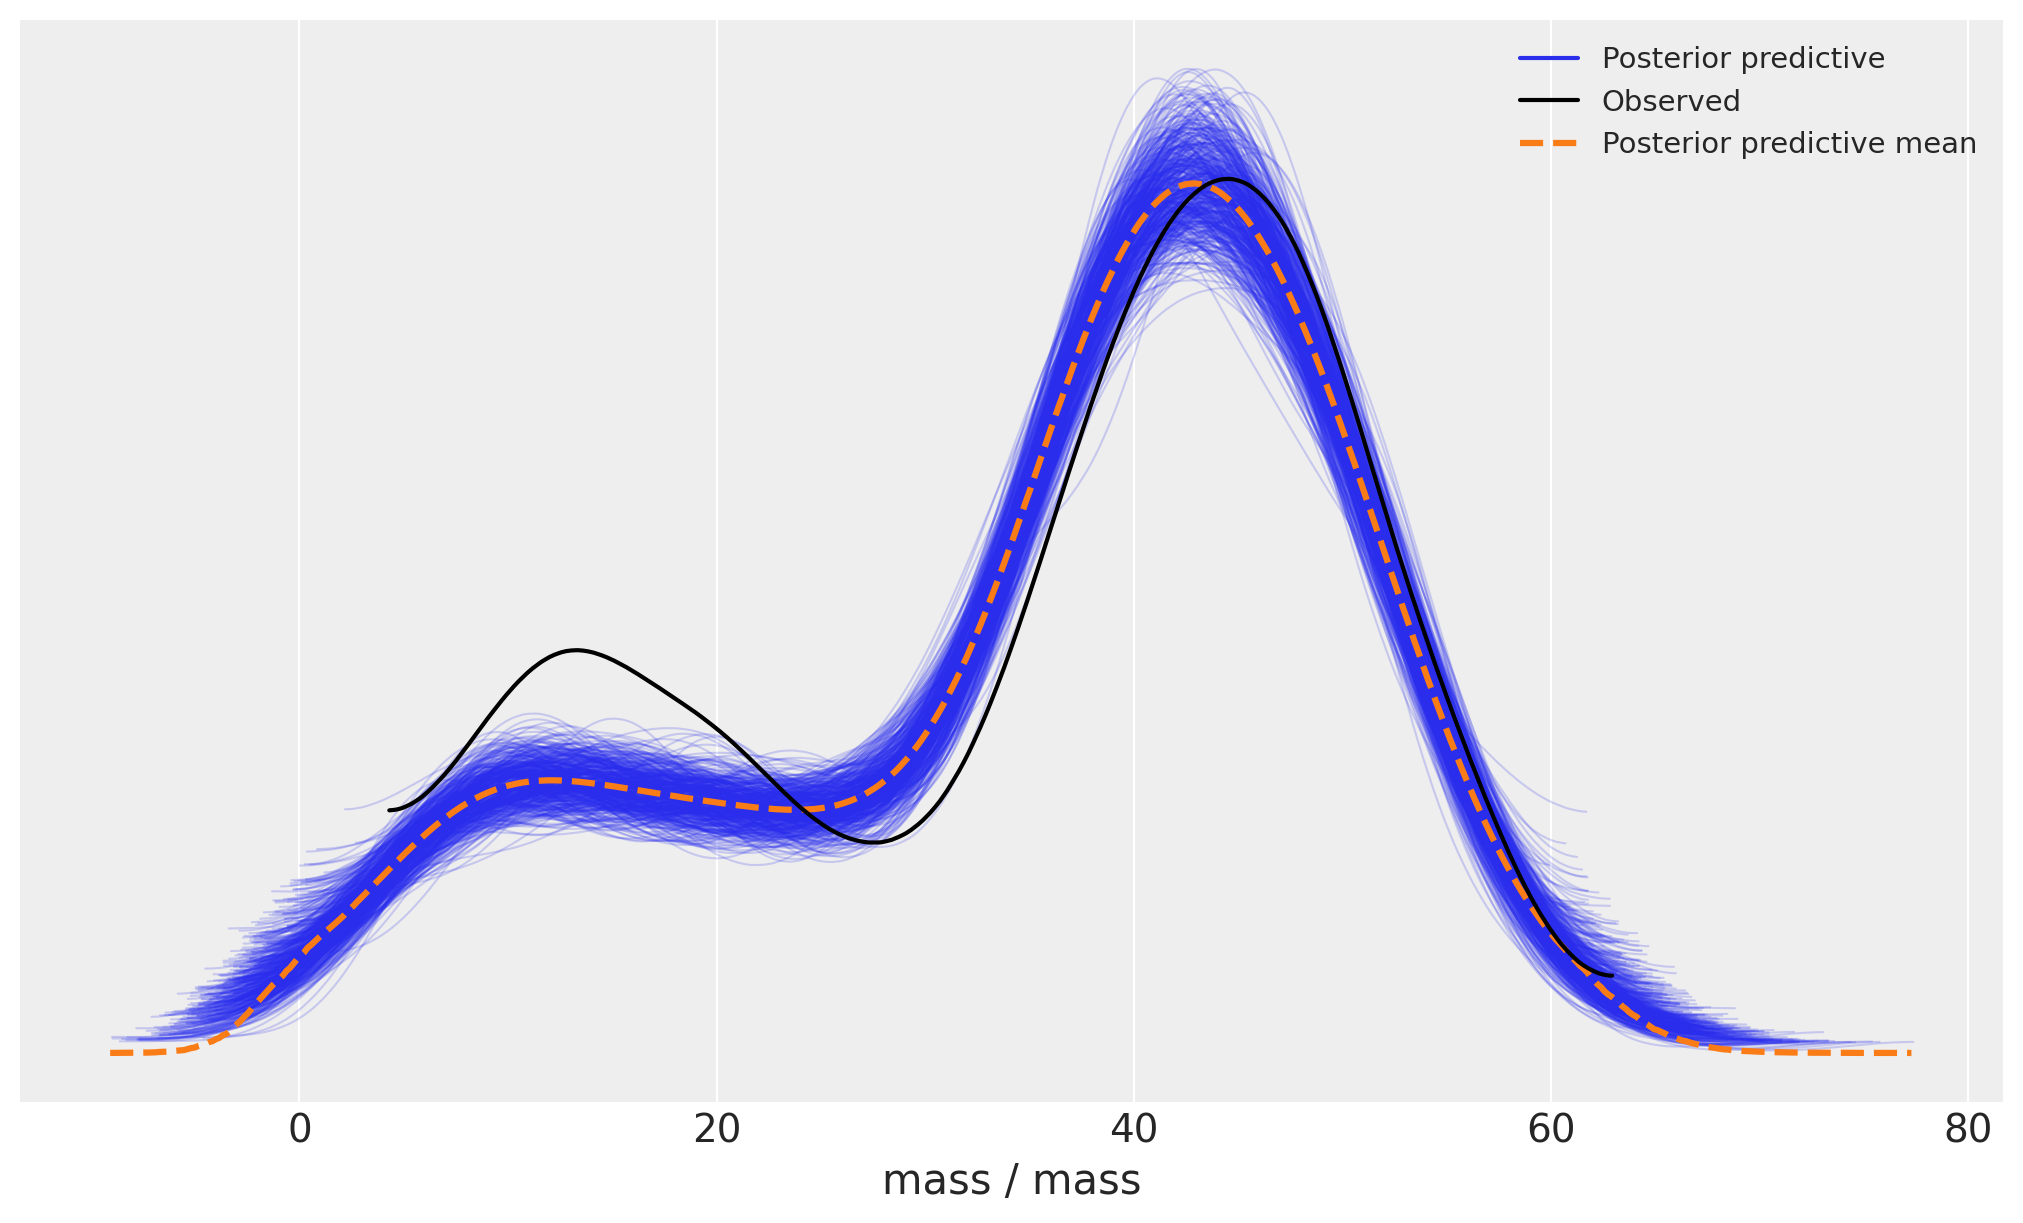 Posterior predictive
Observed
Posterior predictive mean
0 20 40 60 80
mass / mass